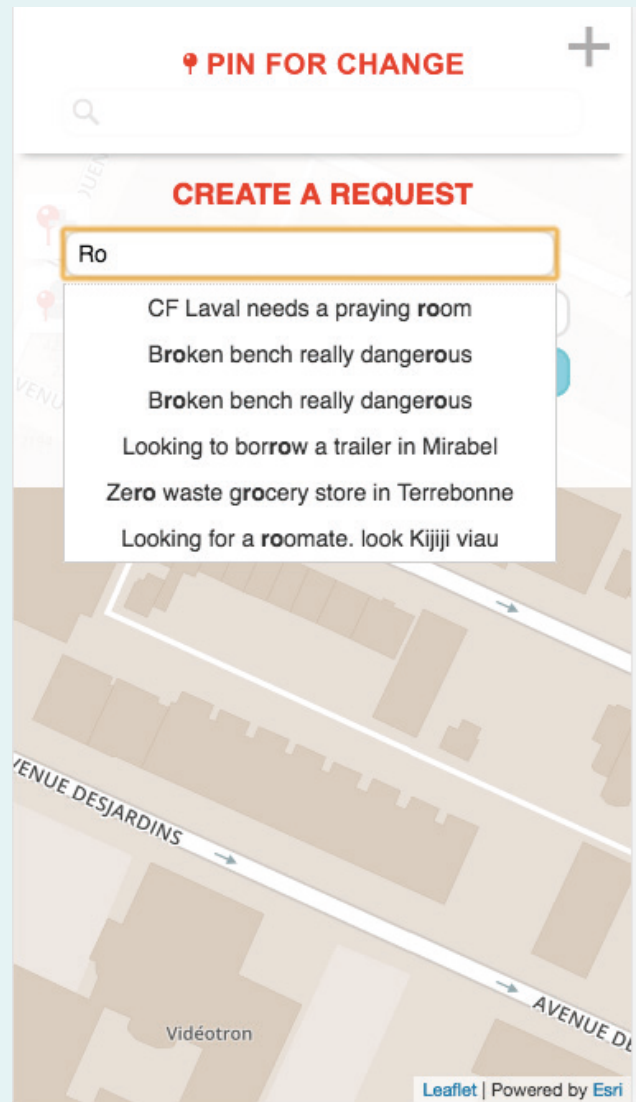 PIN FOR CHANGE
CREATE A REQUEST
Ro
CF Laval needs a praying room
Broken bench really dangerous
Broken bench really dangerous
Looking to borrow a trailer in Mirabel
Zero waste grocery store in Terrebonne
Looking for a roomate. look Kijiji viau
VENUE DESJARDINS
AVENUE DE
Vidéotron
Leaflet | Powered by Esri